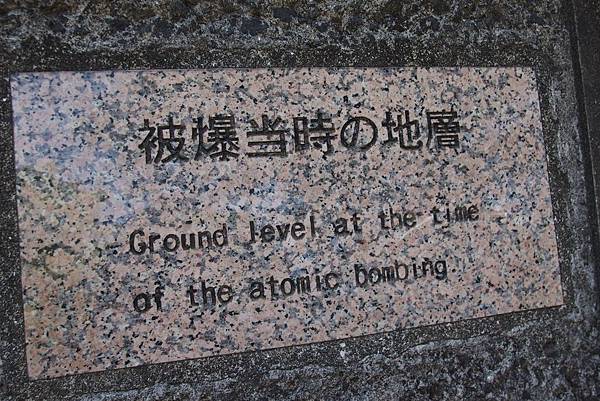 被爆当時の地層
Ground level at the time
of the atomic bombing